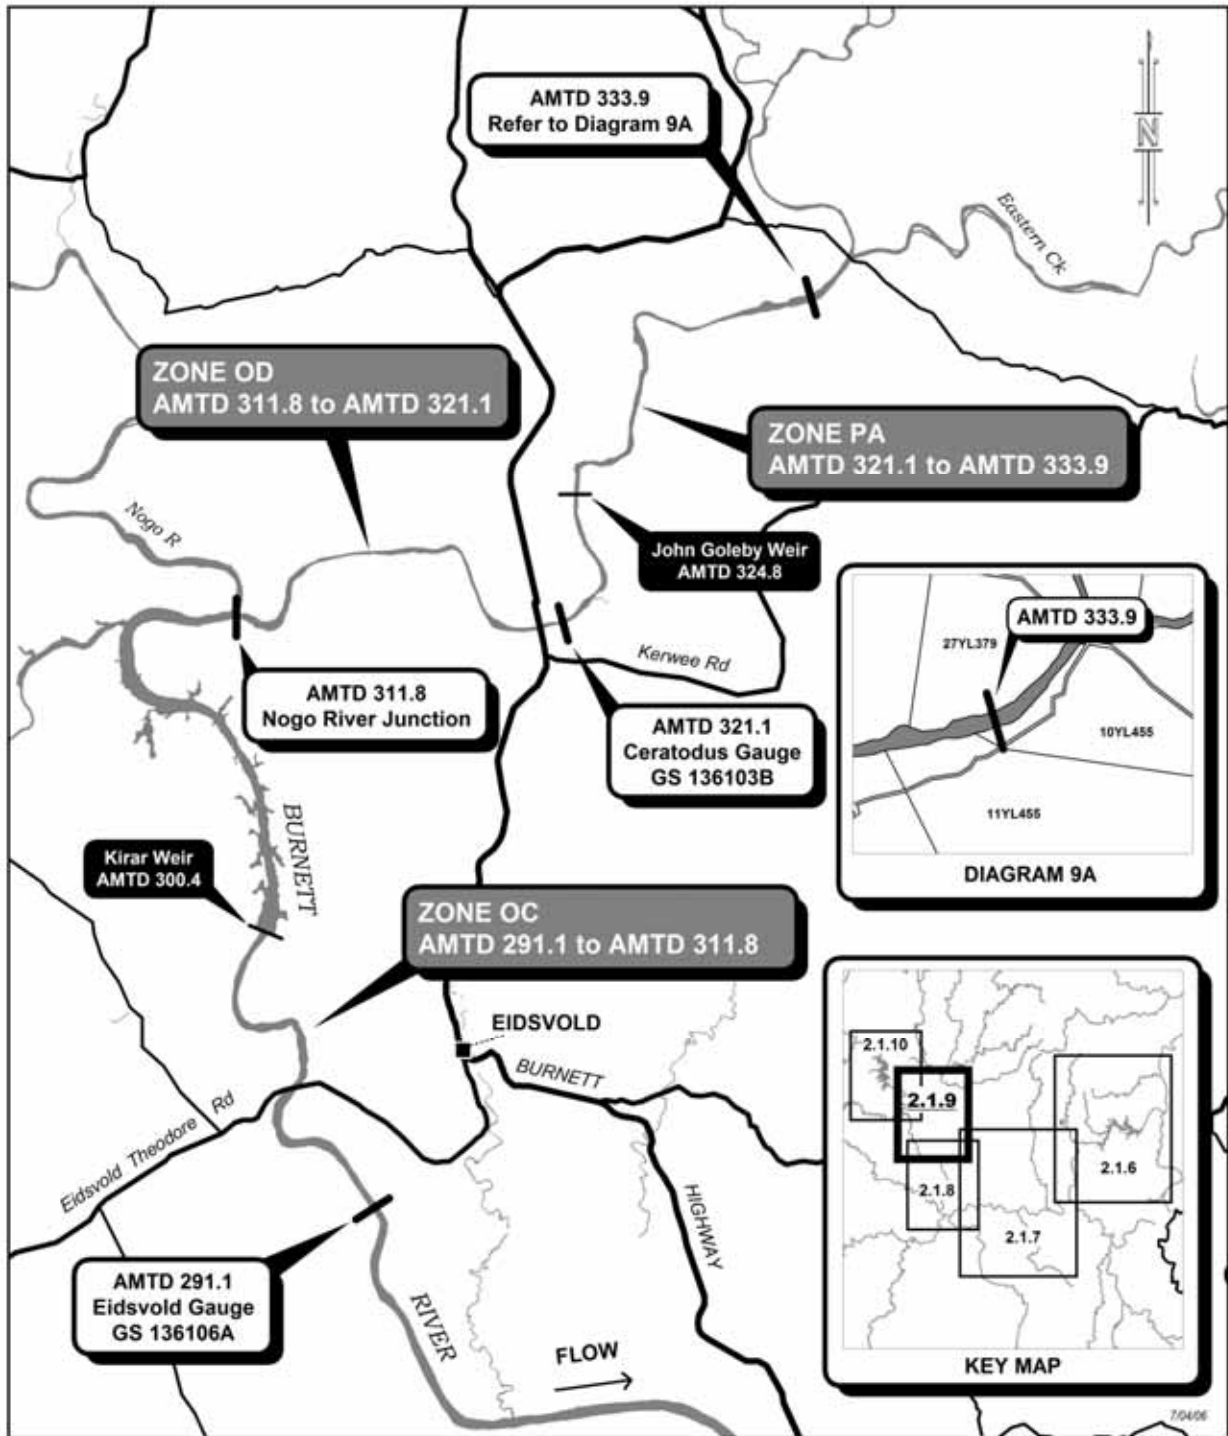 AMTD 333.9
Refer to Diagram 9A
N
Eastern Ck
ZONE OD
AMTD 311.8 to AMTD 321.1
ZONE PA
AMTD 321.1 to AMTD 333.9
Nogo R
John Goleby Weir
AMTD 324.8
Kerwee Rd
AMTD 311.8
Nogo River Junction
AMTD 321.1
Ceratodus Gauge
GS 136103B
AMTD 333.9
27YL379
10YL455
11YL455
DIAGRAM 9A
BURNETT
Kirar Weir
AMTD 300.4
ZONE OC
AMTD 291.1 to AMTD 311.8
EIDSVOLD
BURNETT
HIGHWAY
Eidsvold Theodore Rd
AMTD 291.1
Eidsvold Gauge
GS 136106A
RIVER
FLOW
2.1.10
2.1.9
2.1.8
2.1.6
2.1.7
KEY MAP
7/04/06